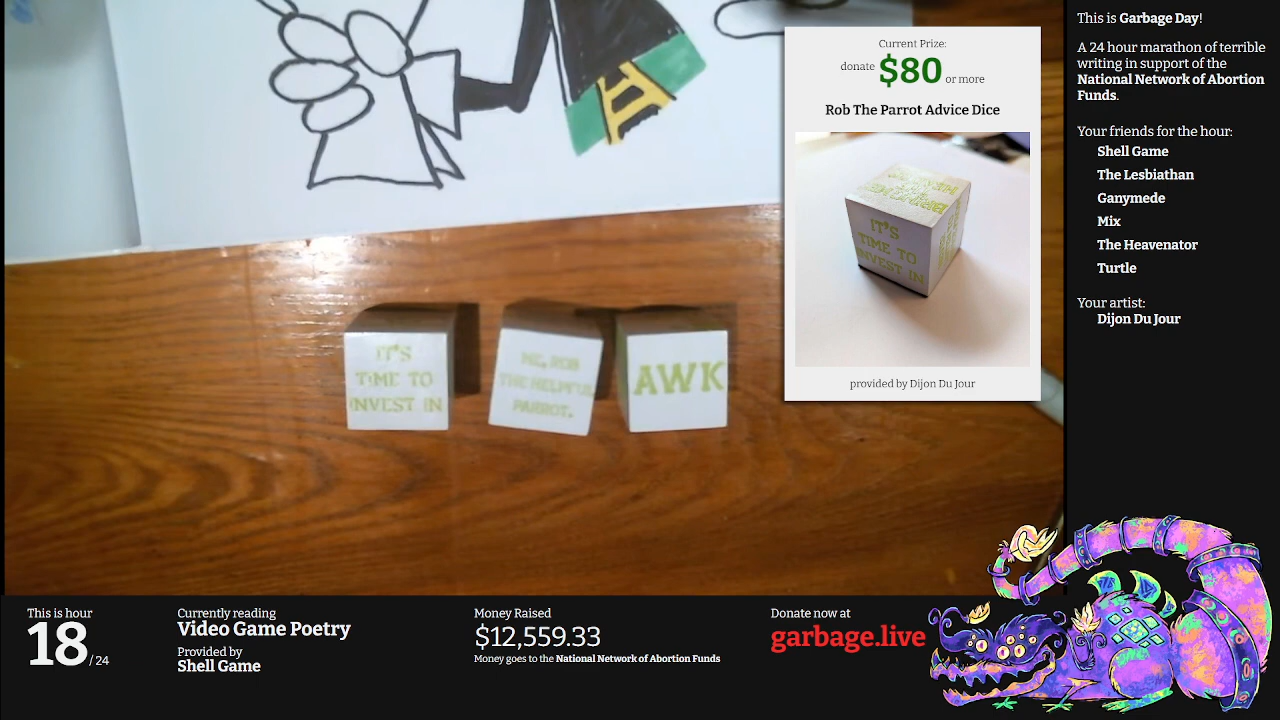 Current Prize:
donate $80 or more
Rob The Parrot Advice Dice
IT'S
TIME TO
INVEST IN
provided by Dijon Du Jour
IT'S
TIME TO
INVEST IN
ME, ROB
THE HELPFUL
PARROT.
AWK
This is Garbage Day!
A 24 hour marathon of terrible
writing in support of the
National Network of Abortion
Funds.
Your friends for the hour:
Shell Game
The Lesbiathan
Ganymede
Mix
The Heavenator
Turtle
Your artist:
Dijon Du Jour
This is hour
18 / 24
Currently reading
Video Game Poetry
Provided by
Shell Game
Money Raised
$12,559.33
Money goes to the National Network of Abortion Funds
Donate now at
garbage.live